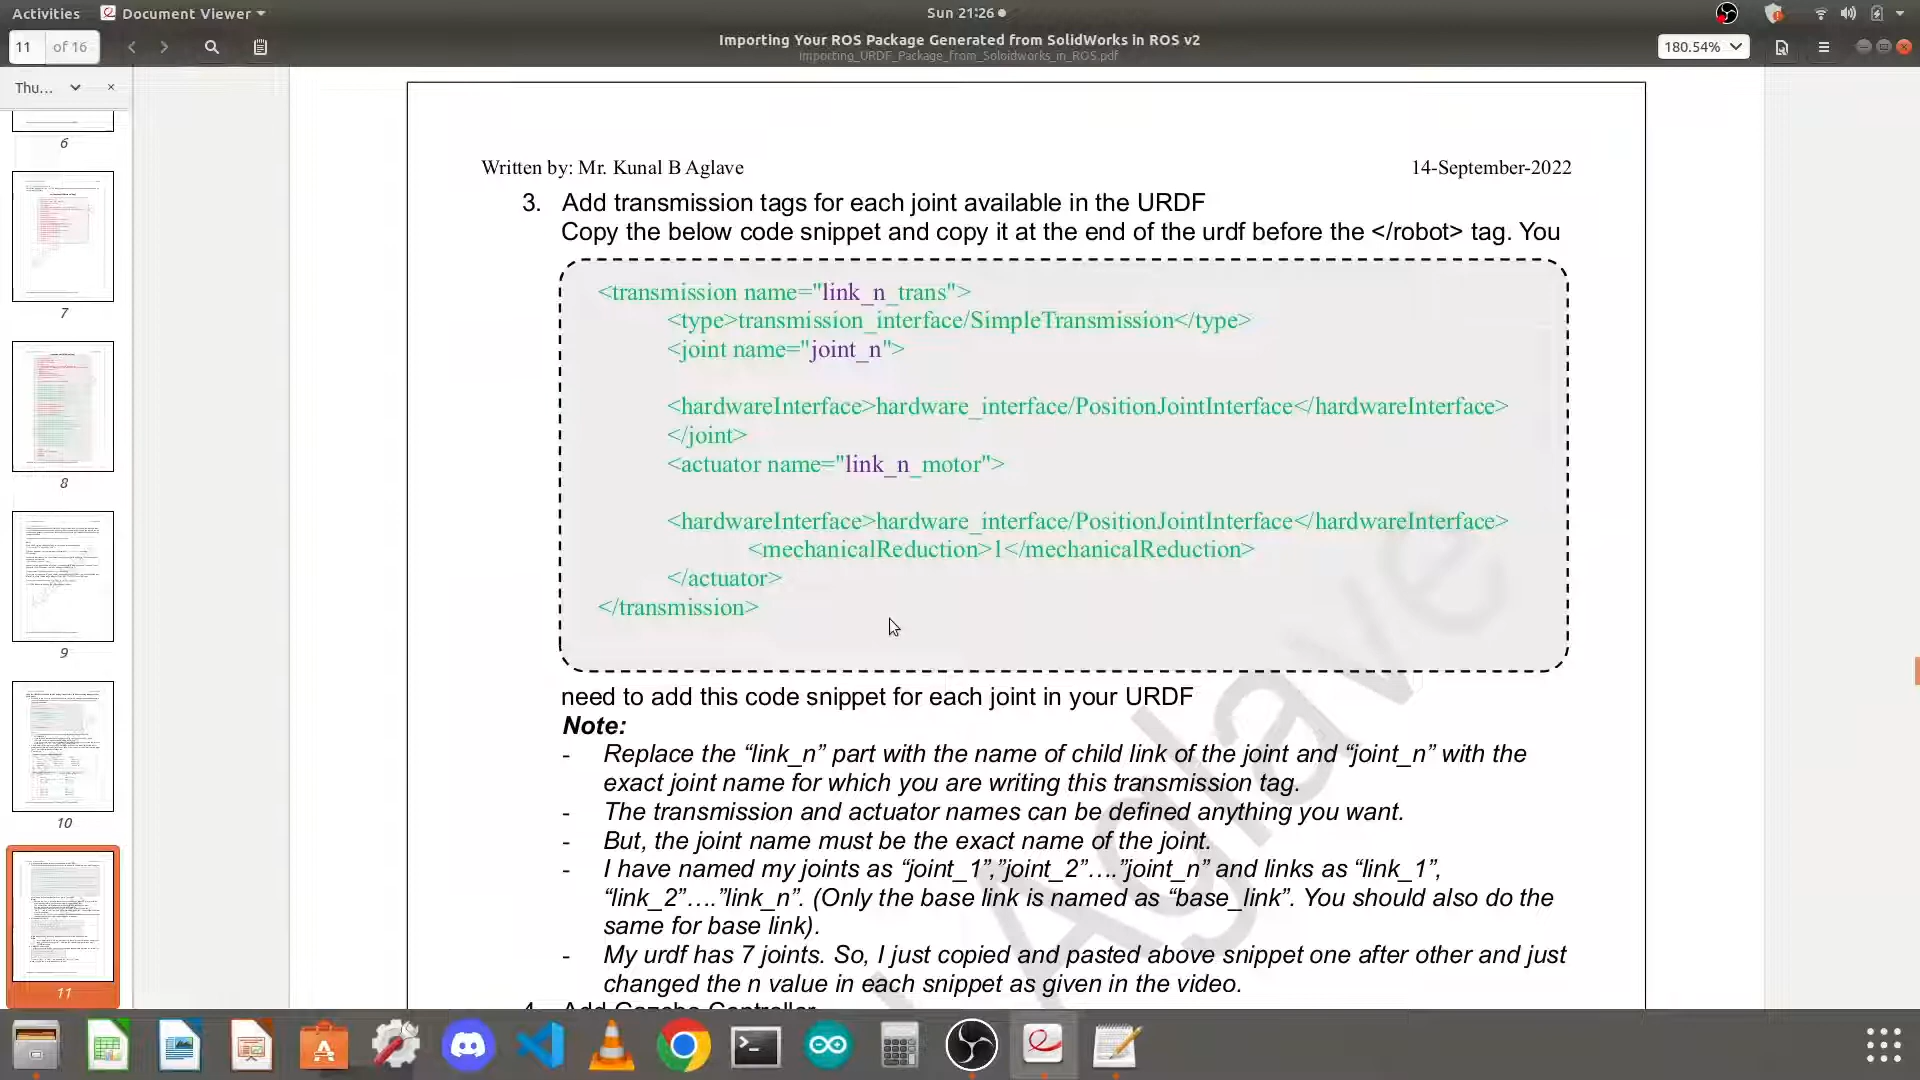 Activities
Document Viewer
Sun 21:26
11 of 16
Importing Your ROS Package Generated from SolidWorks in ROS v2
importing_URDF_Package_from_Soloidworks_in_ROS.pdf
180.54%
Thu...
6
7
8
9
10
11
Written by: Mr. Kunal B Aglave
14-September-2022
3. Add transmission tags for each joint available in the URDF
Copy the below code snippet and copy it at the end of the urdf before the </robot> tag. You
<transmission name="link_n_trans">
<type>transmission_interface/SimpleTransmission</type>
<joint name="joint_n">
<hardwareInterface>hardware_interface/PositionJointInterface</hardwareInterface>
</joint>
<actuator name="link_n_motor">
<hardwareInterface>hardware_interface/PositionJointInterface</hardwareInterface>
<mechanicalReduction>1</mechanicalReduction>
</actuator>
</transmission>
need to add this code snippet for each joint in your URDF
Note:
- Replace the “link_n” part with the name of child link of the joint and “joint_n” with the
exact joint name for which you are writing this transmission tag.
- The transmission and actuator names can be defined anything you want.
- But, the joint name must be the exact name of the joint.
- I have named my joints as “joint_1”,”joint_2”….”joint_n” and links as “link_1”,
“link_2”….”link_n”. (Only the base link is named as “base_link”. You should also do the
same for base link).
- My urdf has 7 joints. So, I just copied and pasted above snippet one after other and just
changed the n value in each snippet as given in the video.
4. Add Gazebo Controller
Aglave